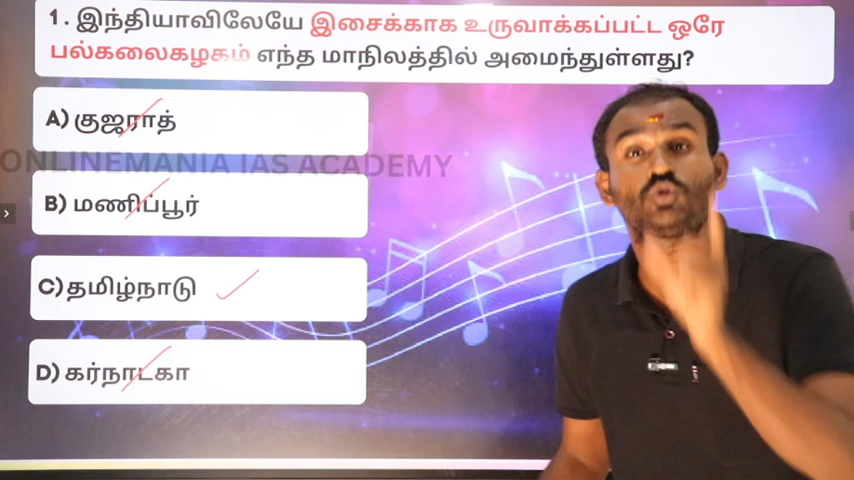 1. இந்தியாவிலேயே இசைக்காக உருவாக்கப்பட்ட ஒரே
பல்கலைகழகம் எந்த மாநிலத்தில் அமைந்துள்ளது?
A) குஜராத்
ONLINEMANIA IAS ACADEMY
B) மணிப்பூர்
C) தமிழ்நாடு
D) கர்நாடகா